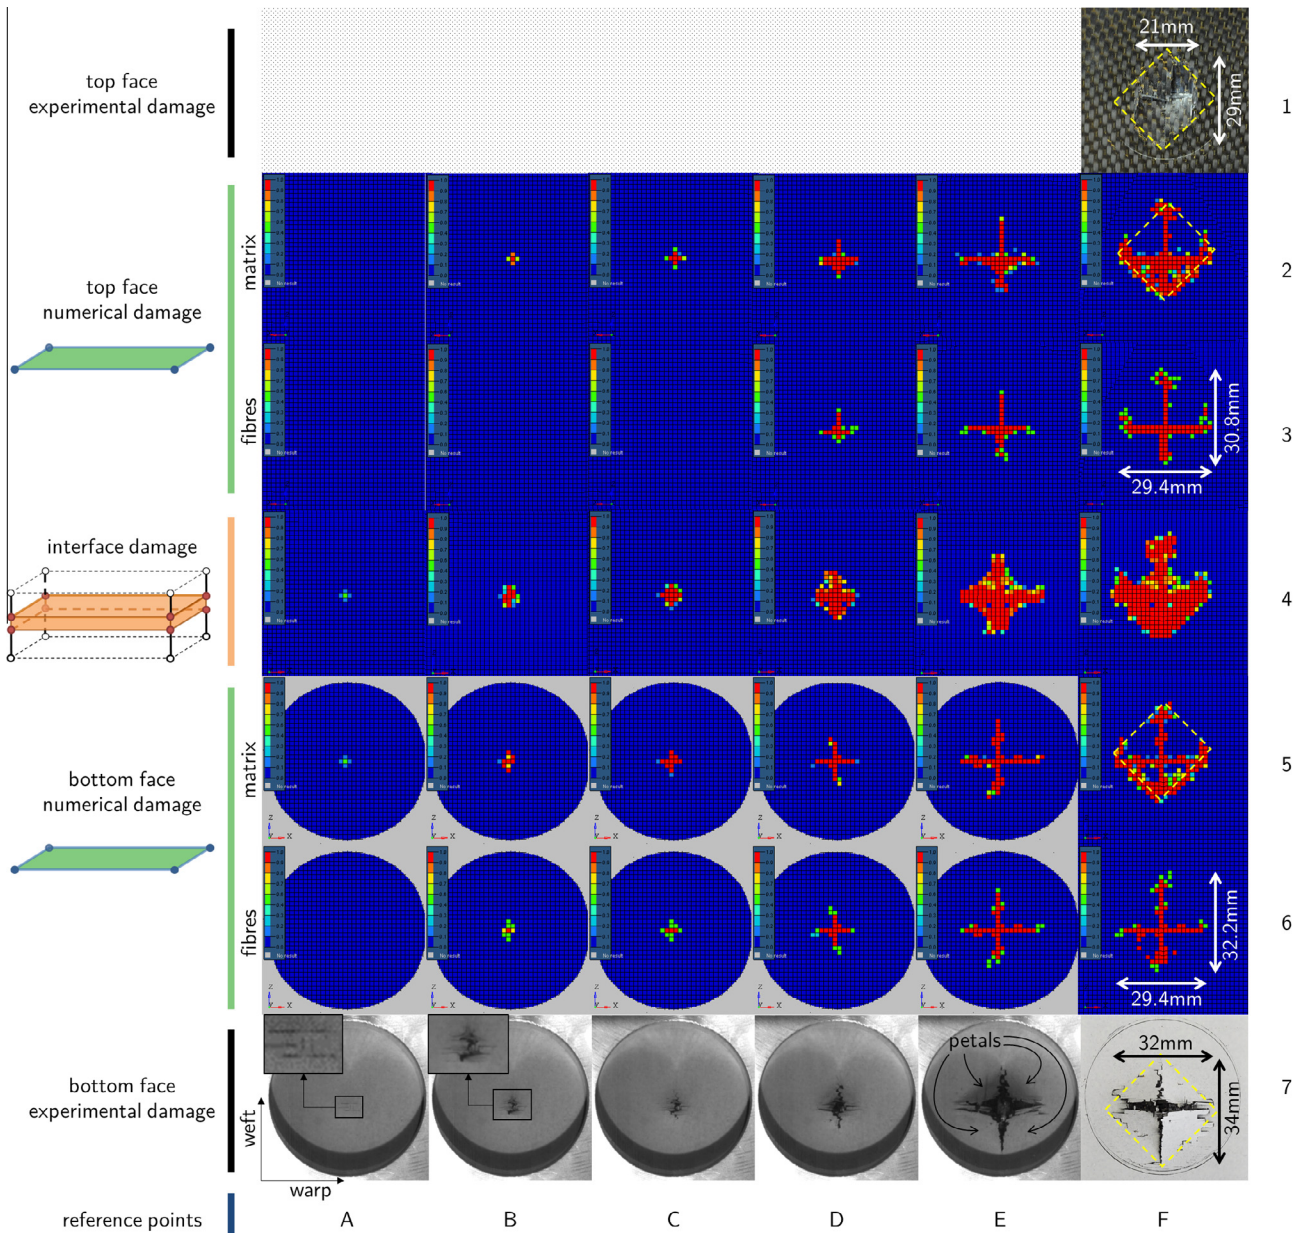 21mm
29mm
top face
experimental damage
1
matrix
top face
numerical damage
2
No result
fibres
30.8mm
29.4mm
3
interface damage
4
matrix
bottom face
numerical damage
5
Z
X
fibres
32.2mm
29.4mm
6
petals
32mm
34mm
bottom face
experimental damage
7
weft
warp
reference points
A B C D E F